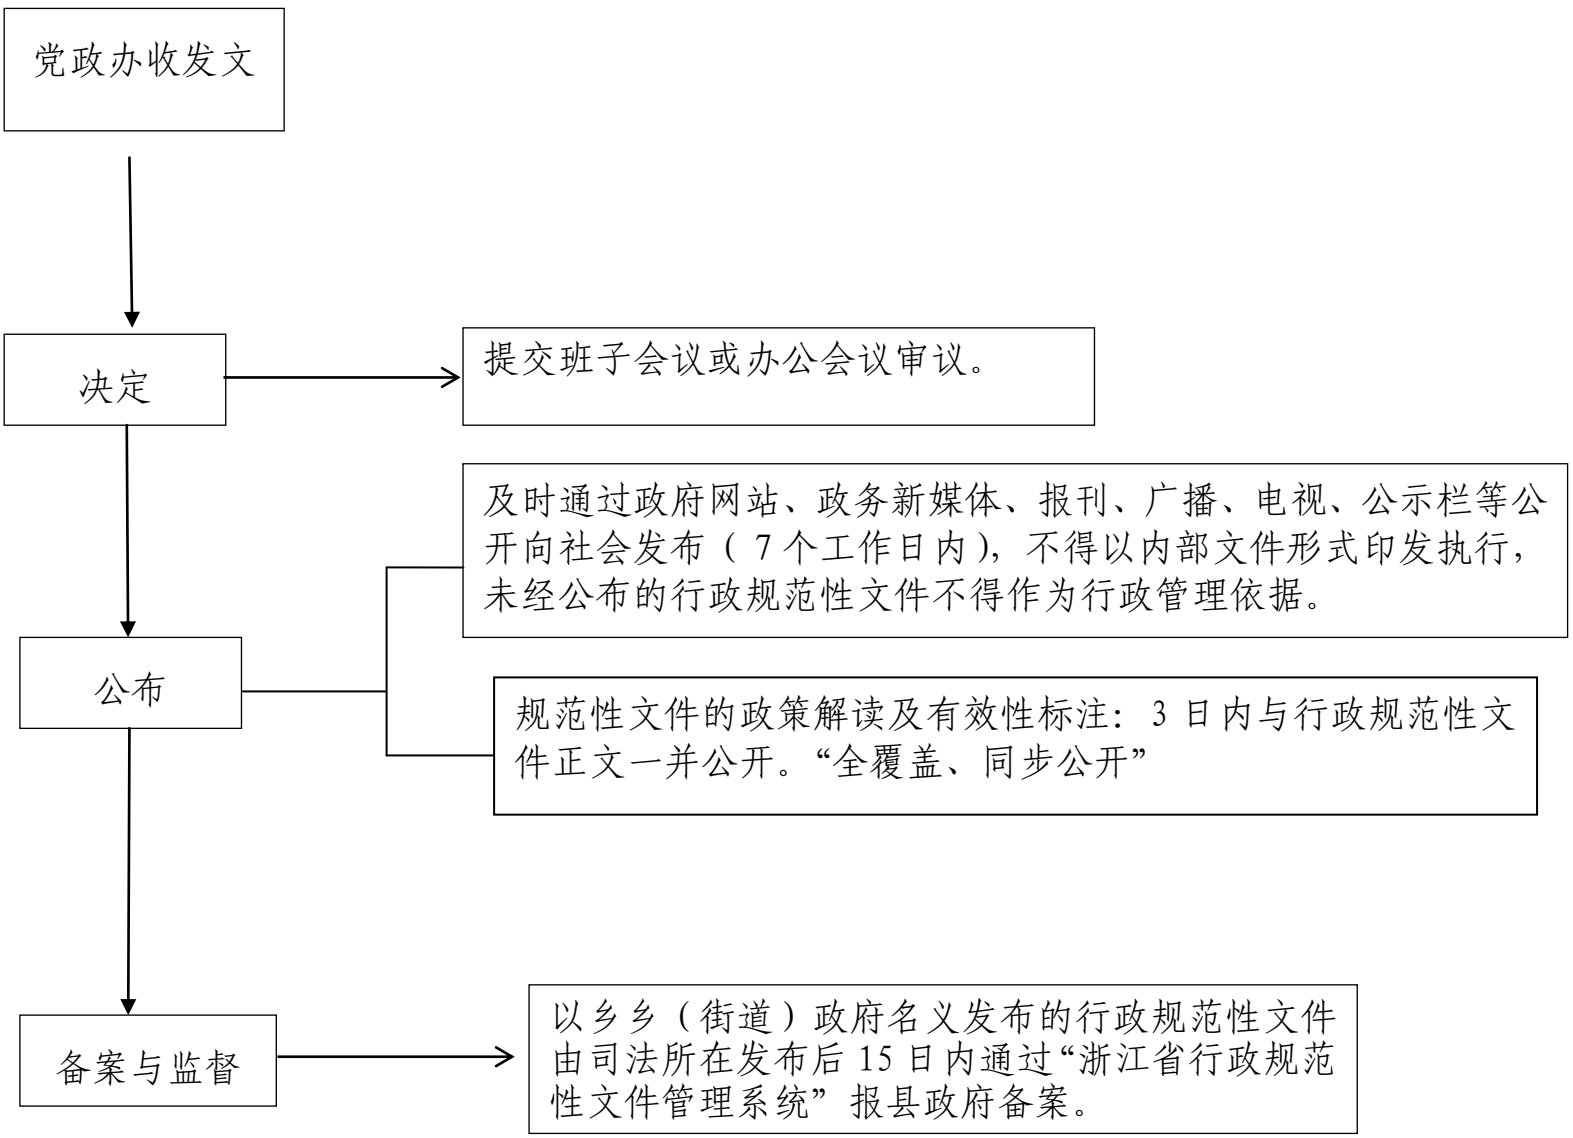 党政办收发文
决定
提交班子会议或办公会议审议。
及时通过政府网站、政务新媒体、报刊、广播、电视、公示栏等公
开向社会发布（7个工作日内），不得以内部文件形式印发执行，
未经公布的行政规范性文件不得作为行政管理依据。
公布
规范性文件的政策解读及有效性标注：3 日内与行政规范性文
件正文一并公开。“全覆盖、同步公开”
备案与监督
以乡乡（街道）政府名义发布的行政规范性文件
由司法所在发布后 15 日内通过“浙江省行政规范
性文件管理系统”报县政府备案。